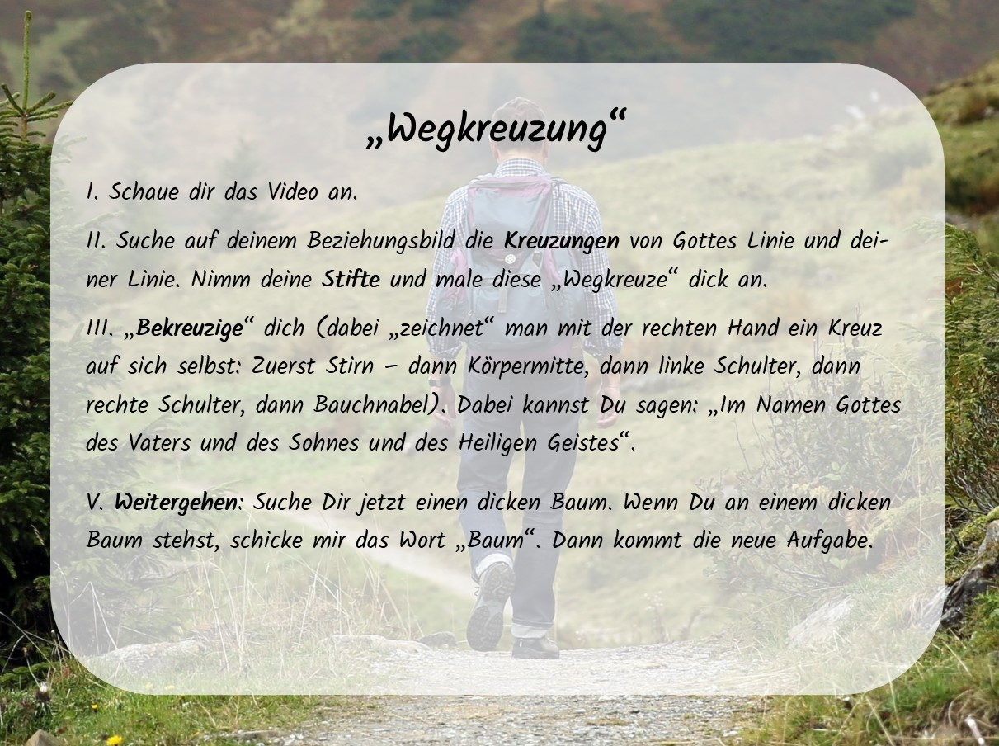 „Wegkreuzung“
I. Schaue dir das Video an.
II. Suche auf deinem Beziehungsbild die Kreuzungen von Gottes Linie und dei-
ner Linie. Nimm deine Stifte und male diese „Wegkreuze“ dick an.
III. „Bekreuzige“ dich (dabei „zeichnet“ man mit der rechten Hand ein Kreuz
auf sich selbst: Zuerst Stirn – dann Körpermitte, dann linke Schulter, dann
rechte Schulter, dann Bauchnabel). Dabei kannst Du sagen: „Im Namen Gottes
des Vaters und des Sohnes und des Heiligen Geistes“.
V. Weitergehen: Suche Dir jetzt einen dicken Baum. Wenn Du an einem dicken
Baum stehst, schicke mir das Wort „Baum“. Dann kommt die neue Aufgabe.